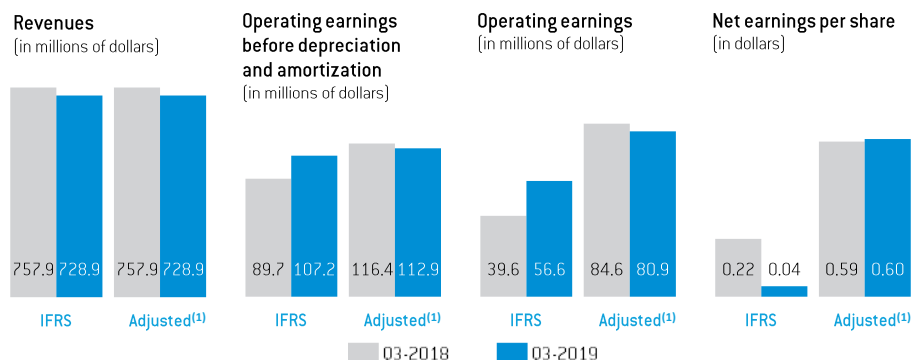 Revenues
(in millions of dollars)
757.9 728.9 757.9 728.9
IFRS Adjusted(1)
Operating earnings
before depreciation
and amortization
(in millions of dollars)
89.7 107.2 116.4 112.9
IFRS Adjusted(1)
Operating earnings
(in millions of dollars)
39.6 56.6 84.6 80.9
IFRS Adjusted(1)
Net earnings per share
(in dollars)
0.22 0.04 0.59 0.60
IFRS Adjusted(1)
Q3-2018 Q3-2019